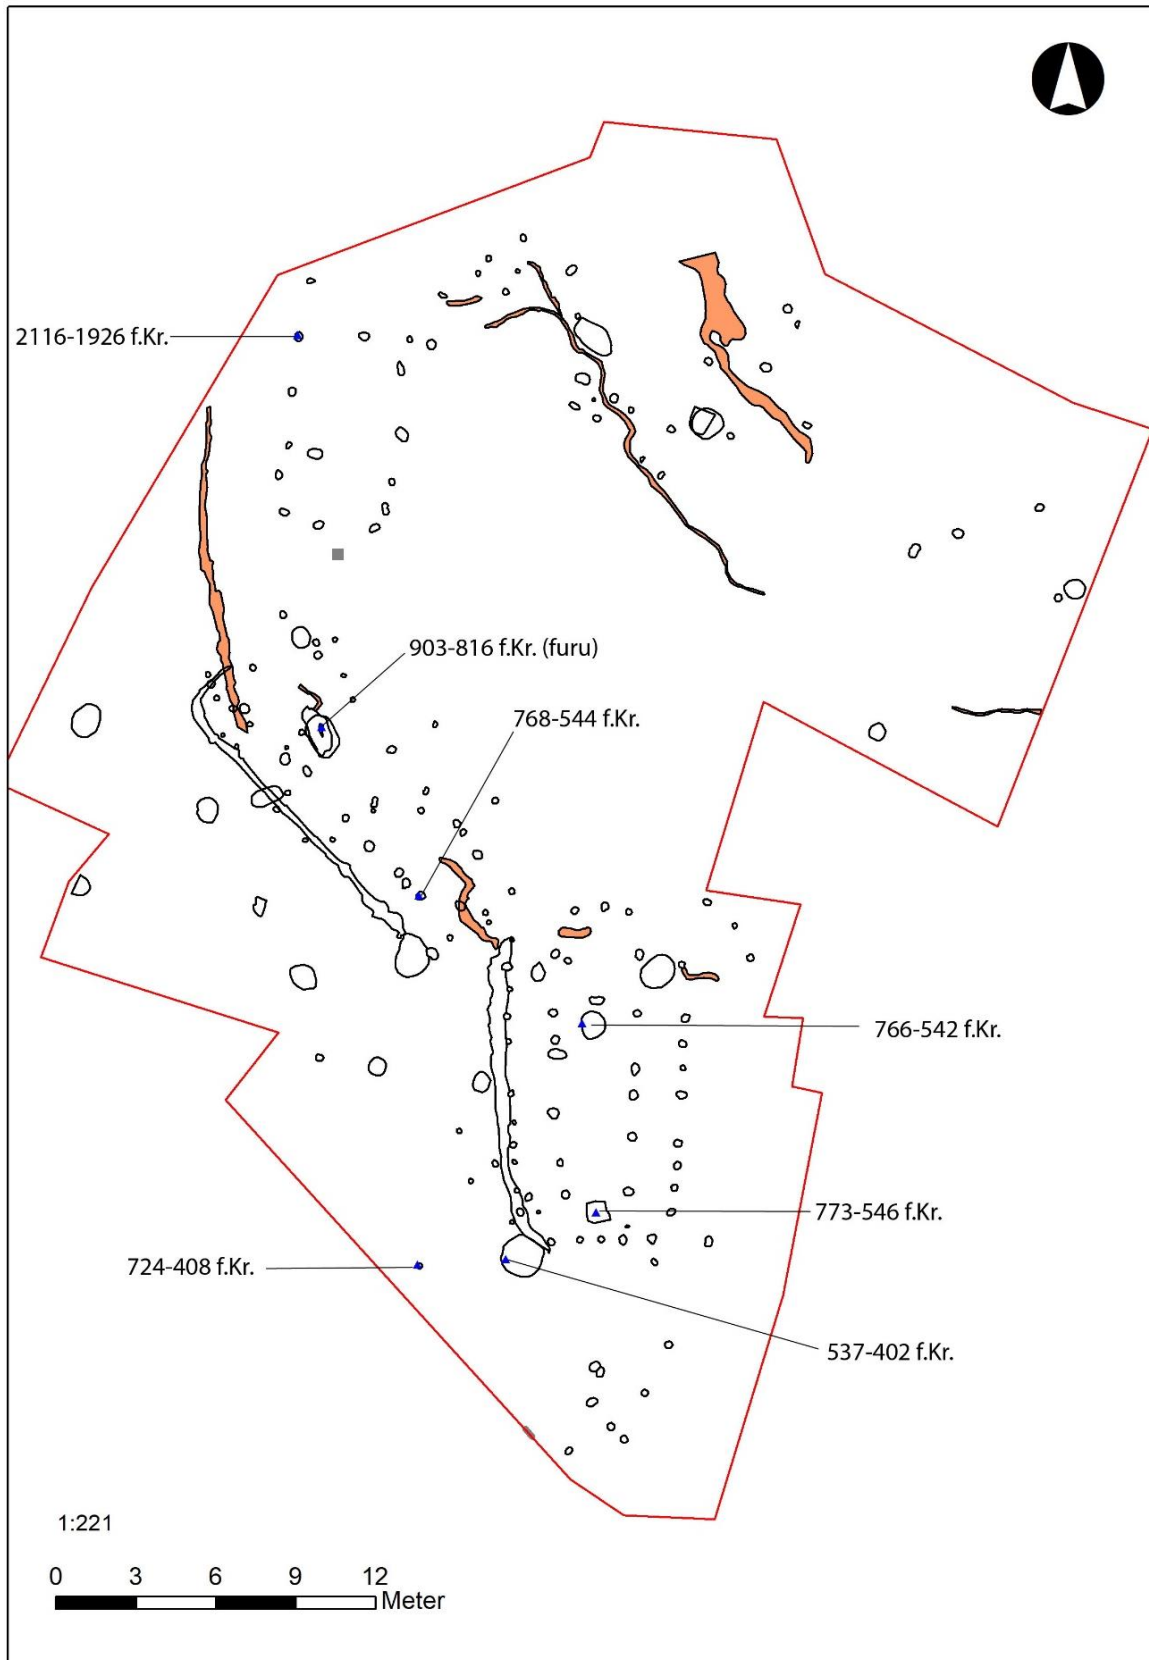 2116-1926 f.Kr.
903-816 f.Kr. (furu)
768-544 f.Kr.
766-542 f.Kr.
773-546 f.Kr.
724-408 f.Kr.
537-402 f.Kr.
1:221
0 3 6 9 12
Meter